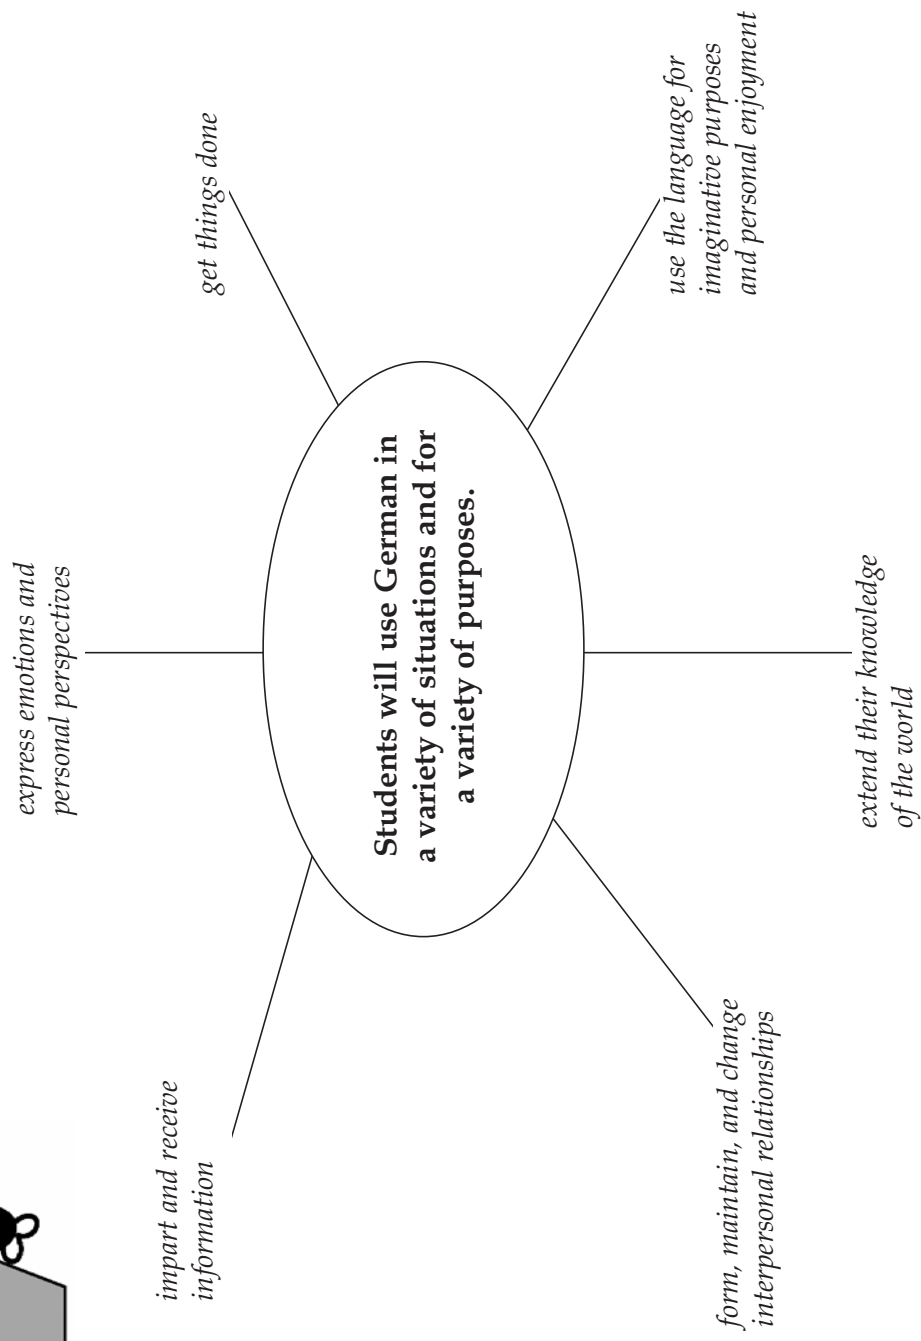 express emotions and
personal perspectives
impart and receive
information
get things done
Students will use German in
a variety of situations and for
a variety of purposes.
form, maintain, and change
interpersonal relationships
use the language for
imaginative purposes
and personal enjoyment
extend their knowledge
of the world